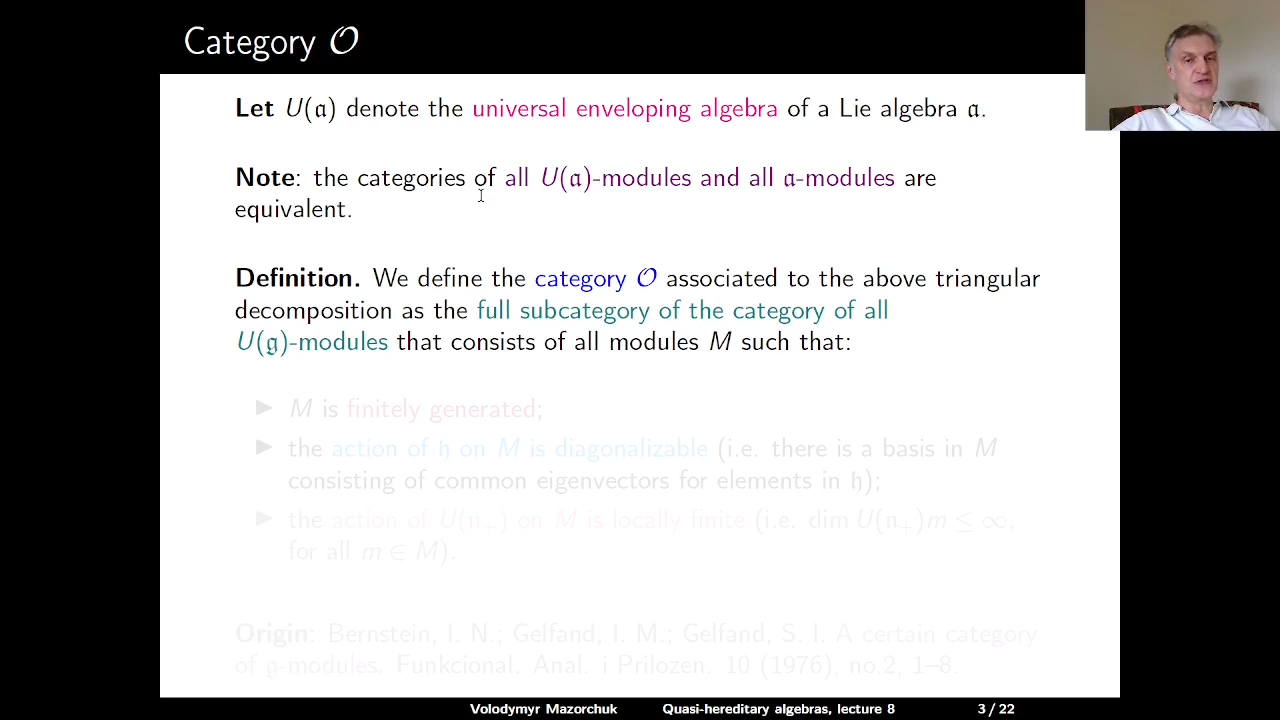 Category 𝒪
Let U(𝔞) denote the universal enveloping algebra of a Lie algebra 𝔞.
Note: the categories of all U(𝔞)-modules and all 𝔞-modules are
equivalent.
Definition. We define the category 𝒪 associated to the above triangular
decomposition as the full subcategory of the category of all
U(𝔤)-modules that consists of all modules M such that:
▶ M is finitely generated;
▶ the action of 𝔥 on M is diagonalizable (i.e. there is a basis in M
consisting of common eigenvectors for elements in 𝔥);
▶ the action of U(𝔫₊) on M is locally finite (i.e. dim U(𝔫₊)m ≤ ∞,
for all m ∈ M).
Origin: Bernstein, I. N.; Gelfand, I. M.; Gelfand, S. I. A certain category
of 𝔤-modules. Funkcional. Anal. i Prilozen. 10 (1976), no.2, 1–8.
Volodymyr Mazorchuk Quasi-hereditary algebras, lecture 8 3 / 22